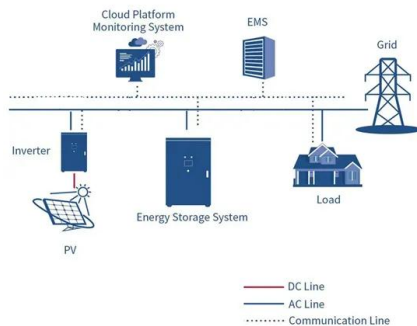 Cloud Platform
Monitoring System
EMS
Grid
Inverter
PV
Energy Storage System
Load
DC Line
AC Line
Communication Line